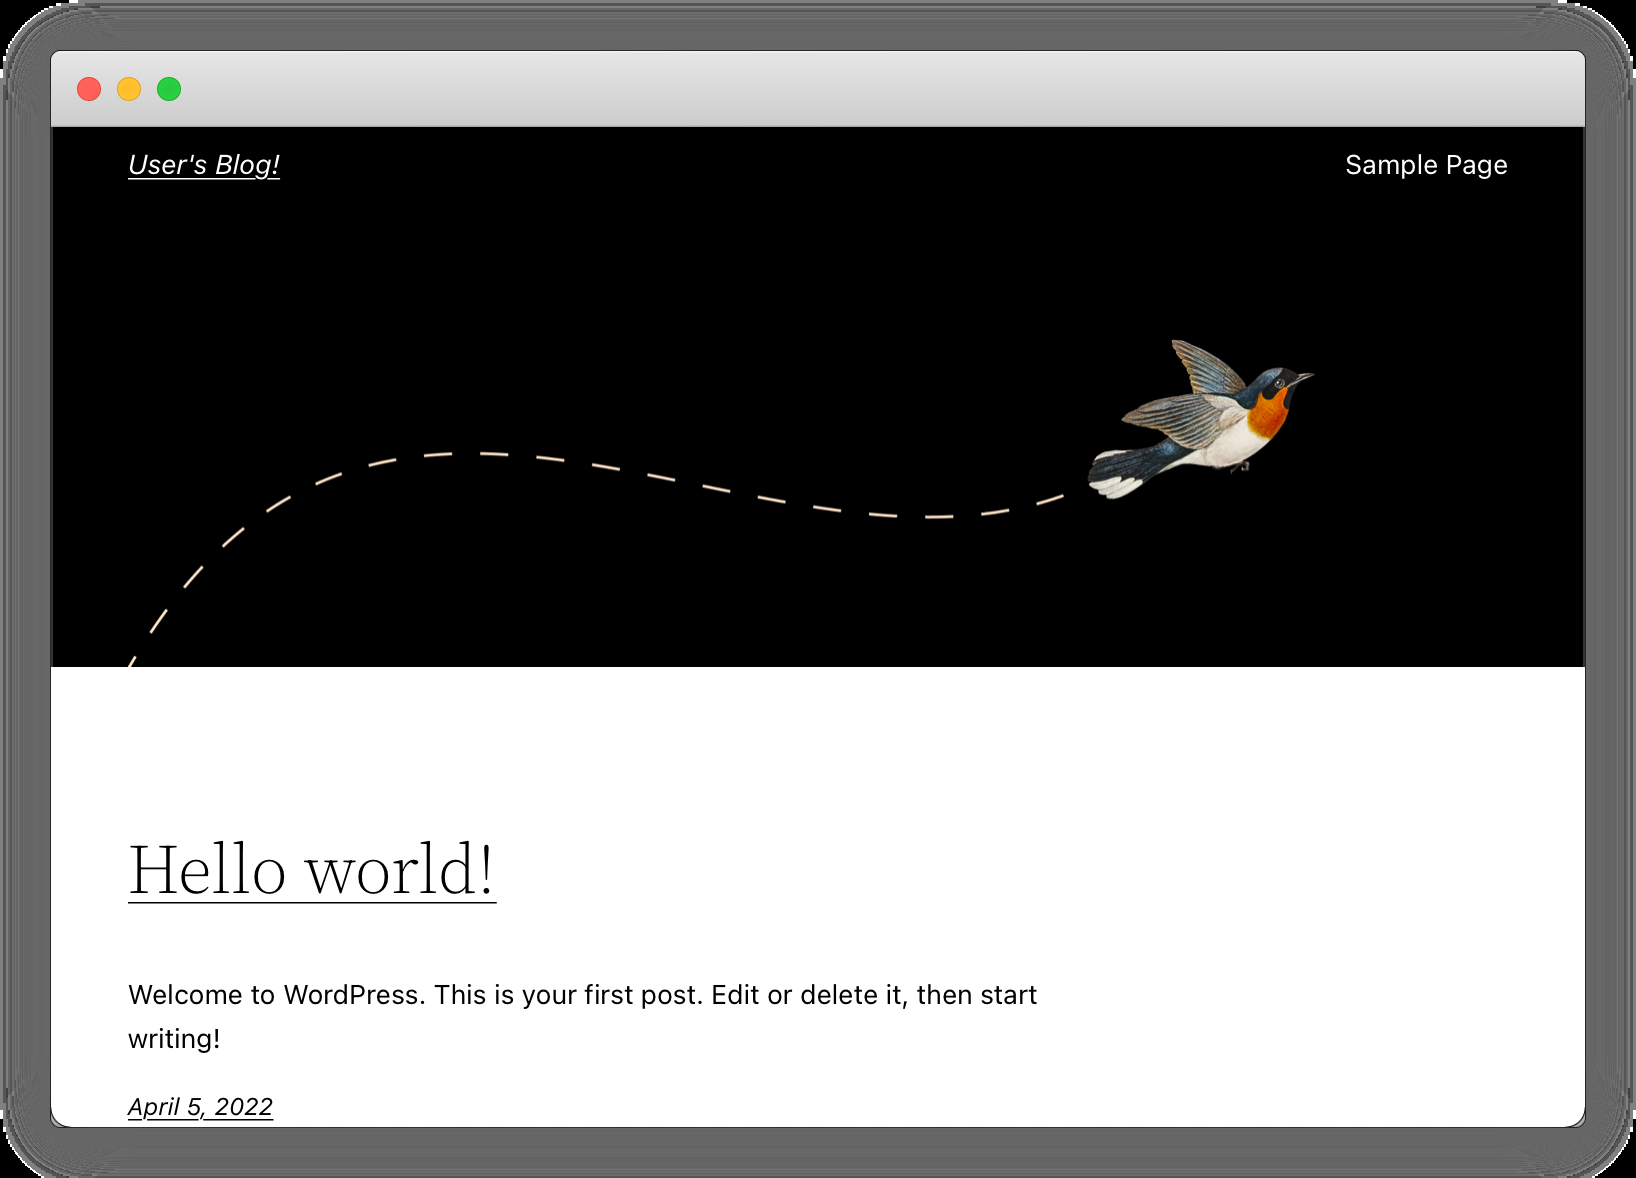 User's Blog!
Sample Page
Hello world!
Welcome to WordPress. This is your first post. Edit or delete it, then start
writing!
April 5, 2022